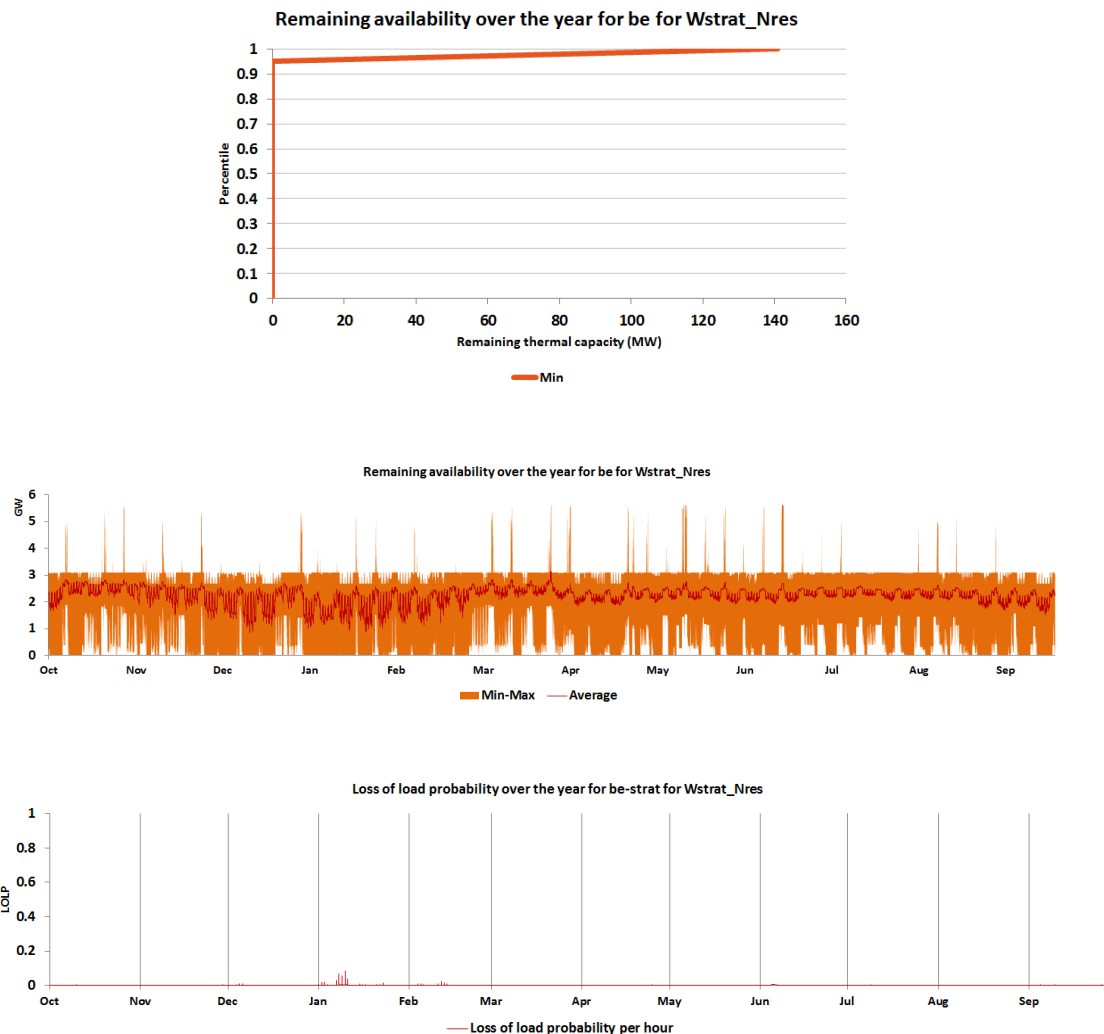 Remaining availability over the year for be for Wstrat_Nres
1
0.9
0.8
0.7
0.6
0.5
0.4
0.3
0.2
0.1
0
Percentile
0 20 40 60 80 100 120 140 160
Remaining thermal capacity (MW)
Min
Remaining availability over the year for be for Wstrat_Nres
GW
6
5
4
3
2
1
0
Oct Nov Dec Jan Feb Mar Apr May Jun Jul Aug Sep
Min-Max Average
Loss of load probability over the year for be-strat for Wstrat_Nres
1
0.8
0.6
0.4
0.2
0
LOLP
Oct Nov Dec Jan Feb Mar Apr May Jun Jul Aug Sep
Loss of load probability per hour